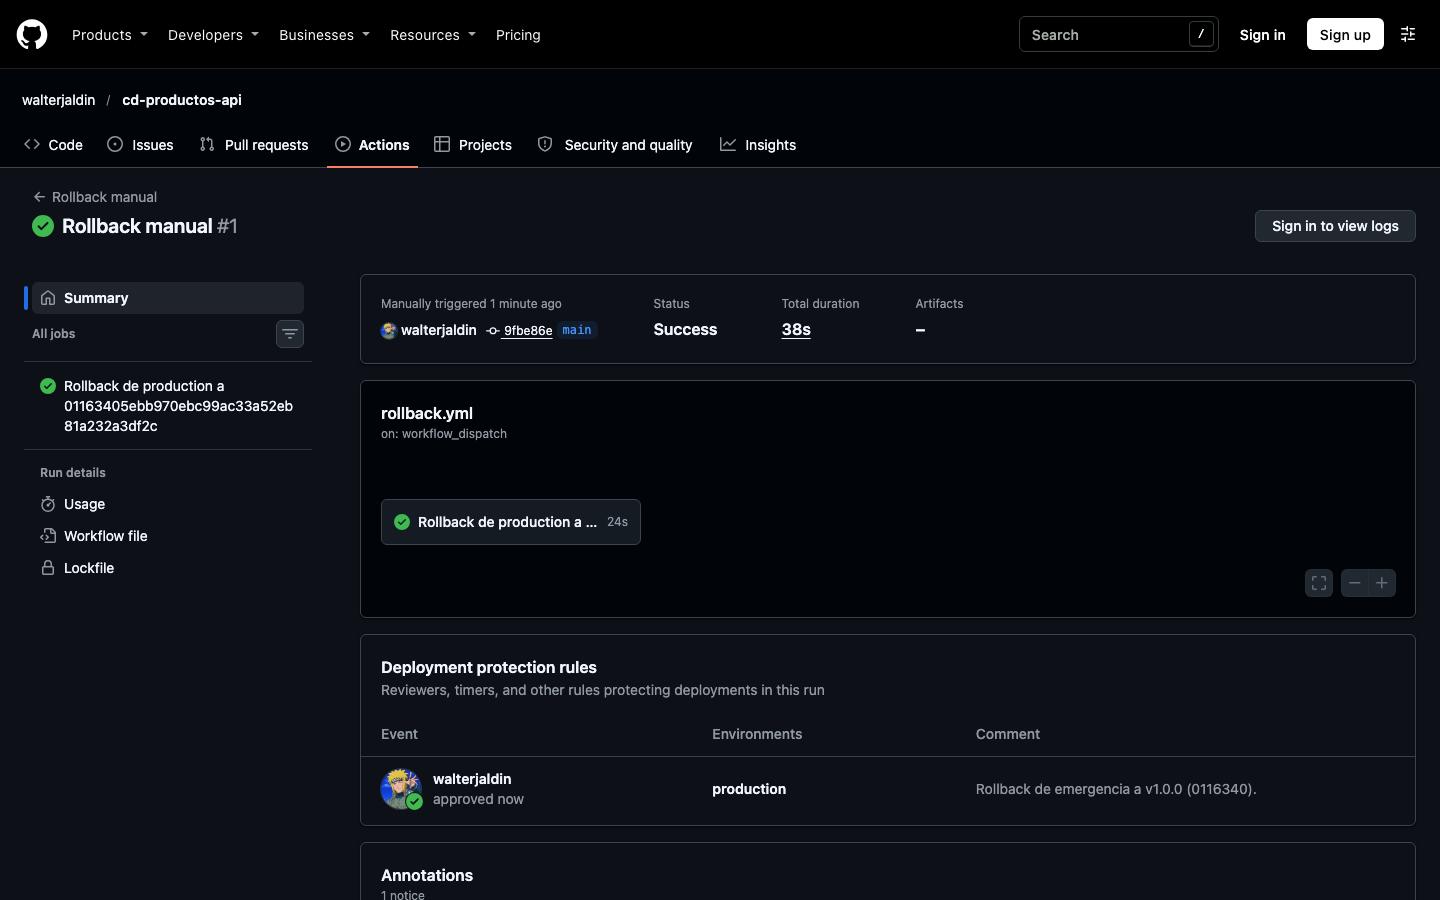 Products Developers Businesses Resources Pricing Search / Sign in Sign up
walterjaldin / cd-productos-api
Code Issues Pull requests Actions Projects Security and quality Insights
Rollback manual
Rollback manual #1
Sign in to view logs
Summary
All jobs
Rollback de production a
01163405ebb970ebc99ac33a52eb
81a232a3df2c
Run details
Usage
Workflow file
Lockfile
Manually triggered 1 minute ago Status Total duration Artifacts
walterjaldin 9fbe86e main Success 38s –
rollback.yml
on: workflow_dispatch
Rollback de production a ... 24s
Deployment protection rules
Reviewers, timers, and other rules protecting deployments in this run
Event Environments Comment
walterjaldin
approved now
production
Rollback de emergencia a v1.0.0 (0116340).
Annotations
1 notice